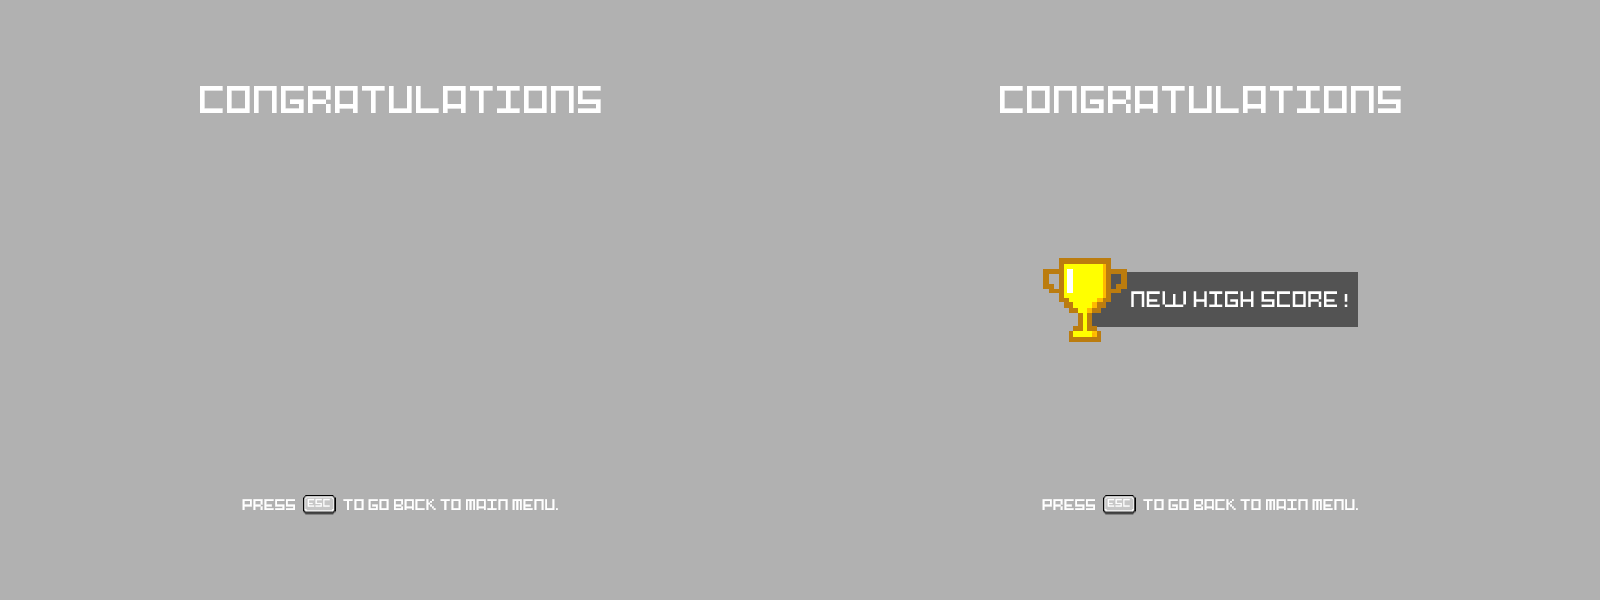 CONGRATULATIONS
PRESS ESC TO GO BACK TO MAIN MENU.
CONGRATULATIONS
NEW HIGH SCORE!
PRESS ESC TO GO BACK TO MAIN MENU.